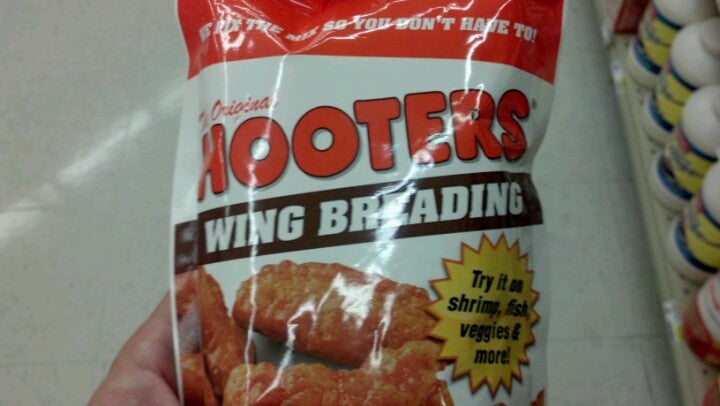 WE MIX THE MIX SO YOU DON'T HAVE TO!
The Original
HOOTERS
WING BREADING
Try it on
shrimp, fish,
veggies &
more!